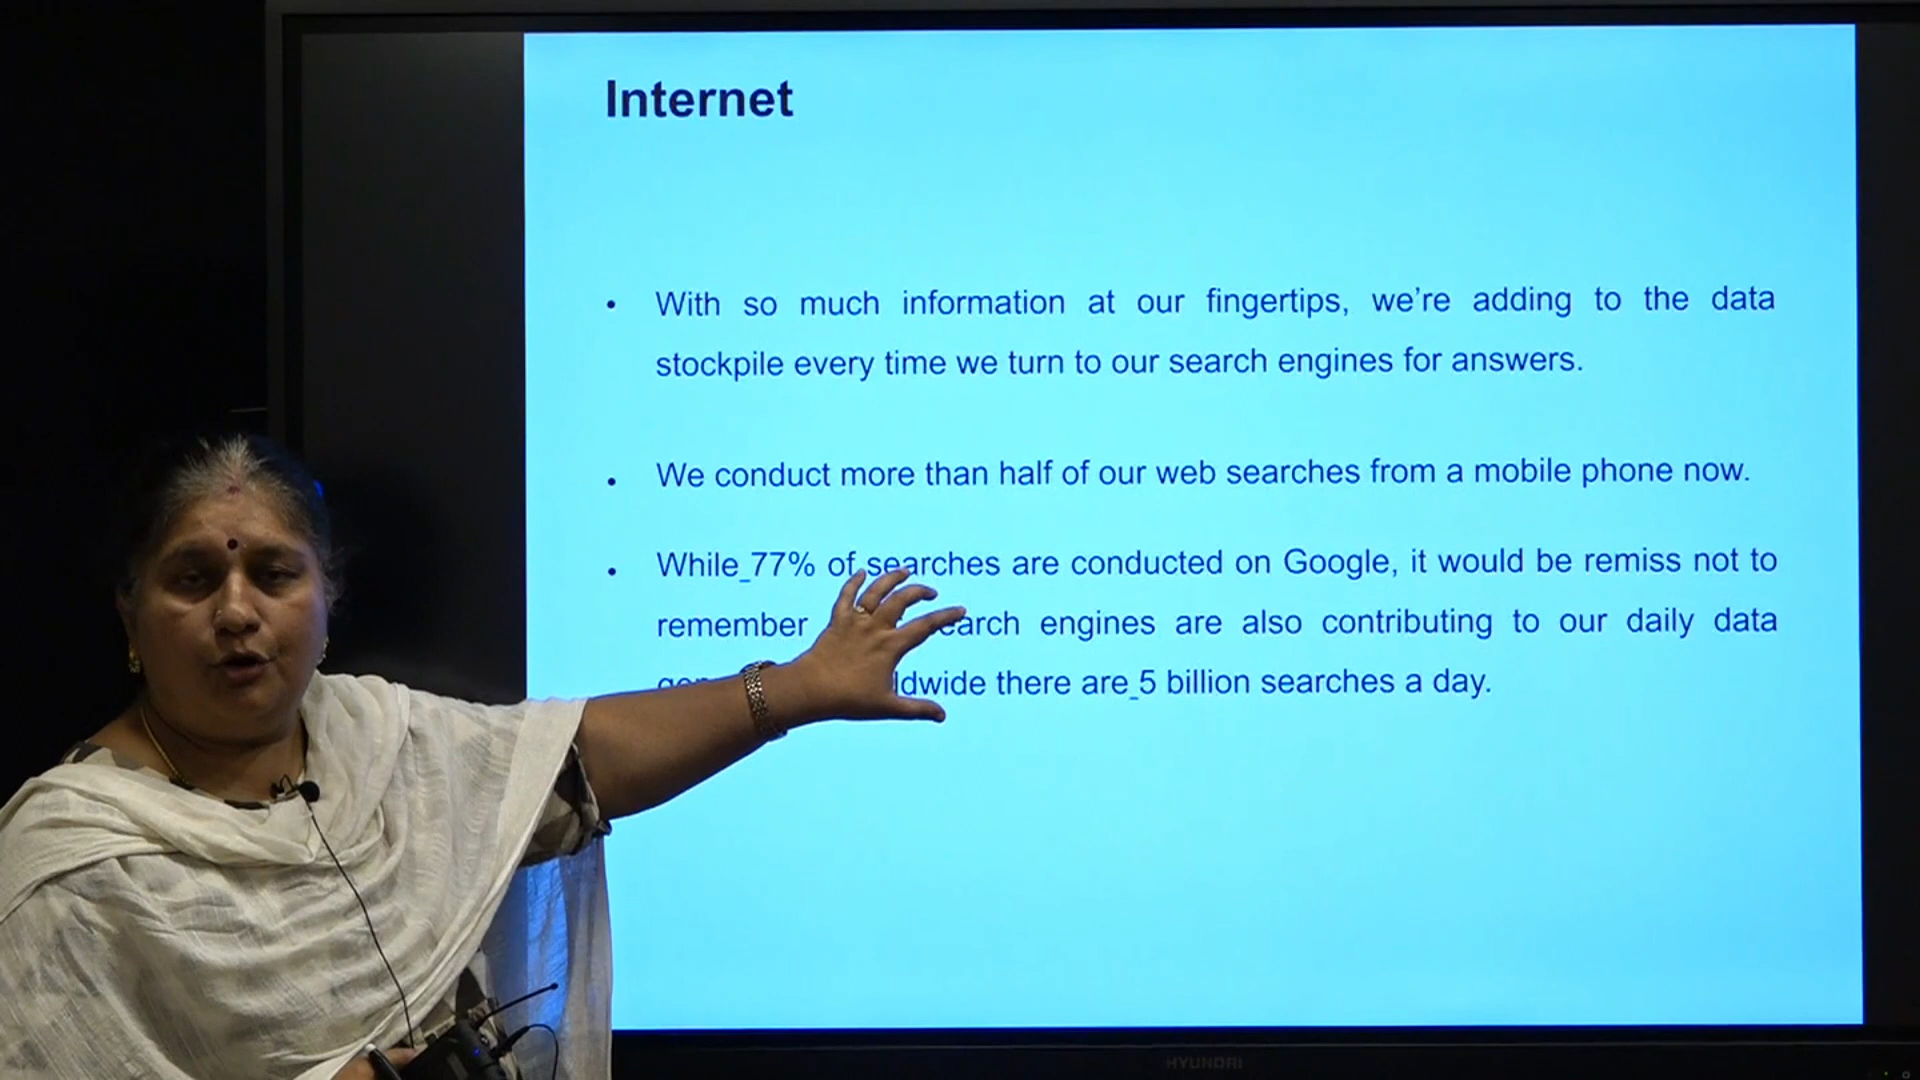 Internet
• With so much information at our fingertips, we're adding to the data
stockpile every time we turn to our search engines for answers.
• We conduct more than half of our web searches from a mobile phone now.
• While 77% of searches are conducted on Google, it would be remiss not to
remember search engines are also contributing to our daily data
there are 5 billion searches a day.
HYUNDAI